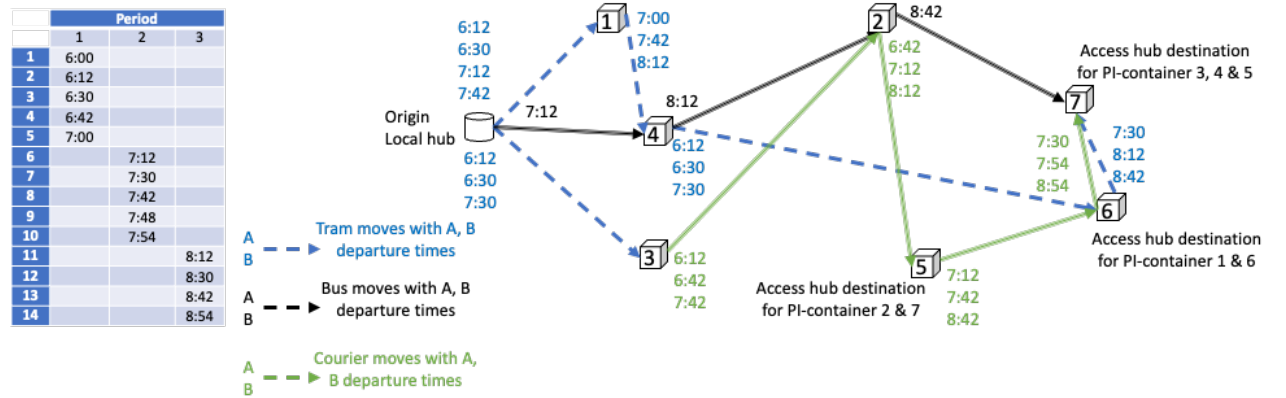 Period
1 2 3
1 6:00
2 6:12
3 6:30
4 6:42
5 7:00
6 7:12
7 7:30
8 7:42
9 7:48
10 7:54
11 8:12
12 8:30
13 8:42
14 8:54
6:12
6:30
7:12
7:42
1
7:00
7:42
8:12
Origin
Local hub
7:12
4
8:12
6:12
6:30
7:30
6:12
6:30
7:30
3
6:12
6:42
7:42
2
8:42
6:42
7:12
8:12
Access hub destination
for PI-container 3, 4 & 5
7
7:30
7:54
8:54
7:30
8:12
8:42
6
Access hub destination
for PI-container 1 & 6
5
7:12
7:42
8:42
Access hub destination
for PI-container 2 & 7
A
B
Tram moves with A, B
departure times
A
B
Bus moves with A, B
departure times
A
B
Courier moves with A,
B departure times